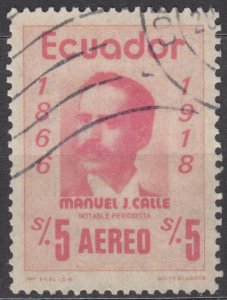 Ecuador
1866 1918
MANUEL J. CALLE
NOTABLE PERIODISTA
S/. 5 AEREO S/. 5